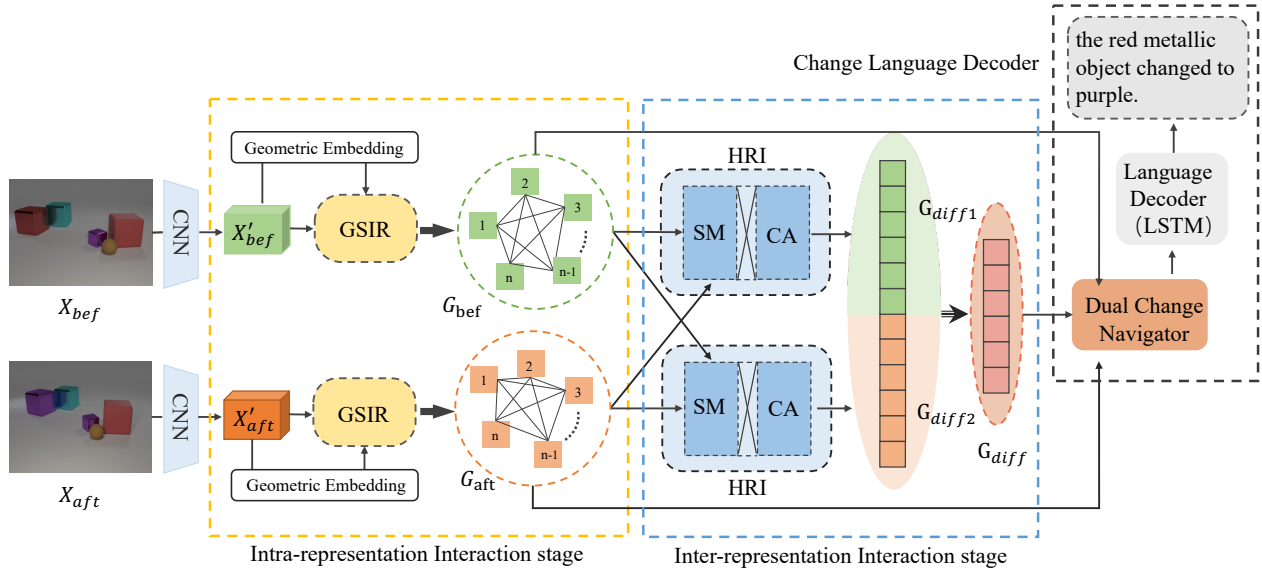 Change Language Decoder
the red metallic
object changed to
purple.
Language
Decoder
（LSTM）
Dual Change
Navigator
Geometric Embedding
CNN
X'bef
GSIR
1
2
3
n-1
n
Gbef
Xbef
HRI
SM
CA
Gdiff1
Gdiff2
Gdiff
CNN
X'aft
GSIR
1
2
3
n-1
n
Gaft
Xaft
Geometric Embedding
SM
CA
HRI
Intra-representation Interaction stage
Inter-representation Interaction stage